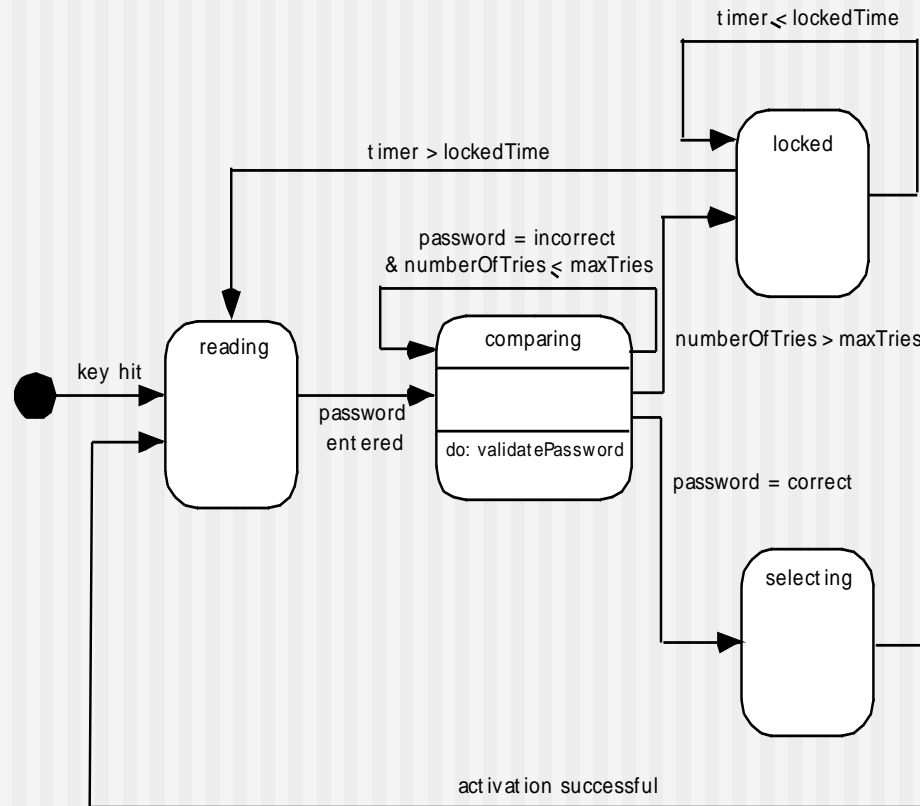 timer ≤ lockedTime
locked
timer > lockedTime
password = incorrect
& numberOfTries ≤ maxTries
comparing
numberOfTries > maxTries
reading
key hit
password
entered
do: validatePassword
password = correct
selecting
activation successful